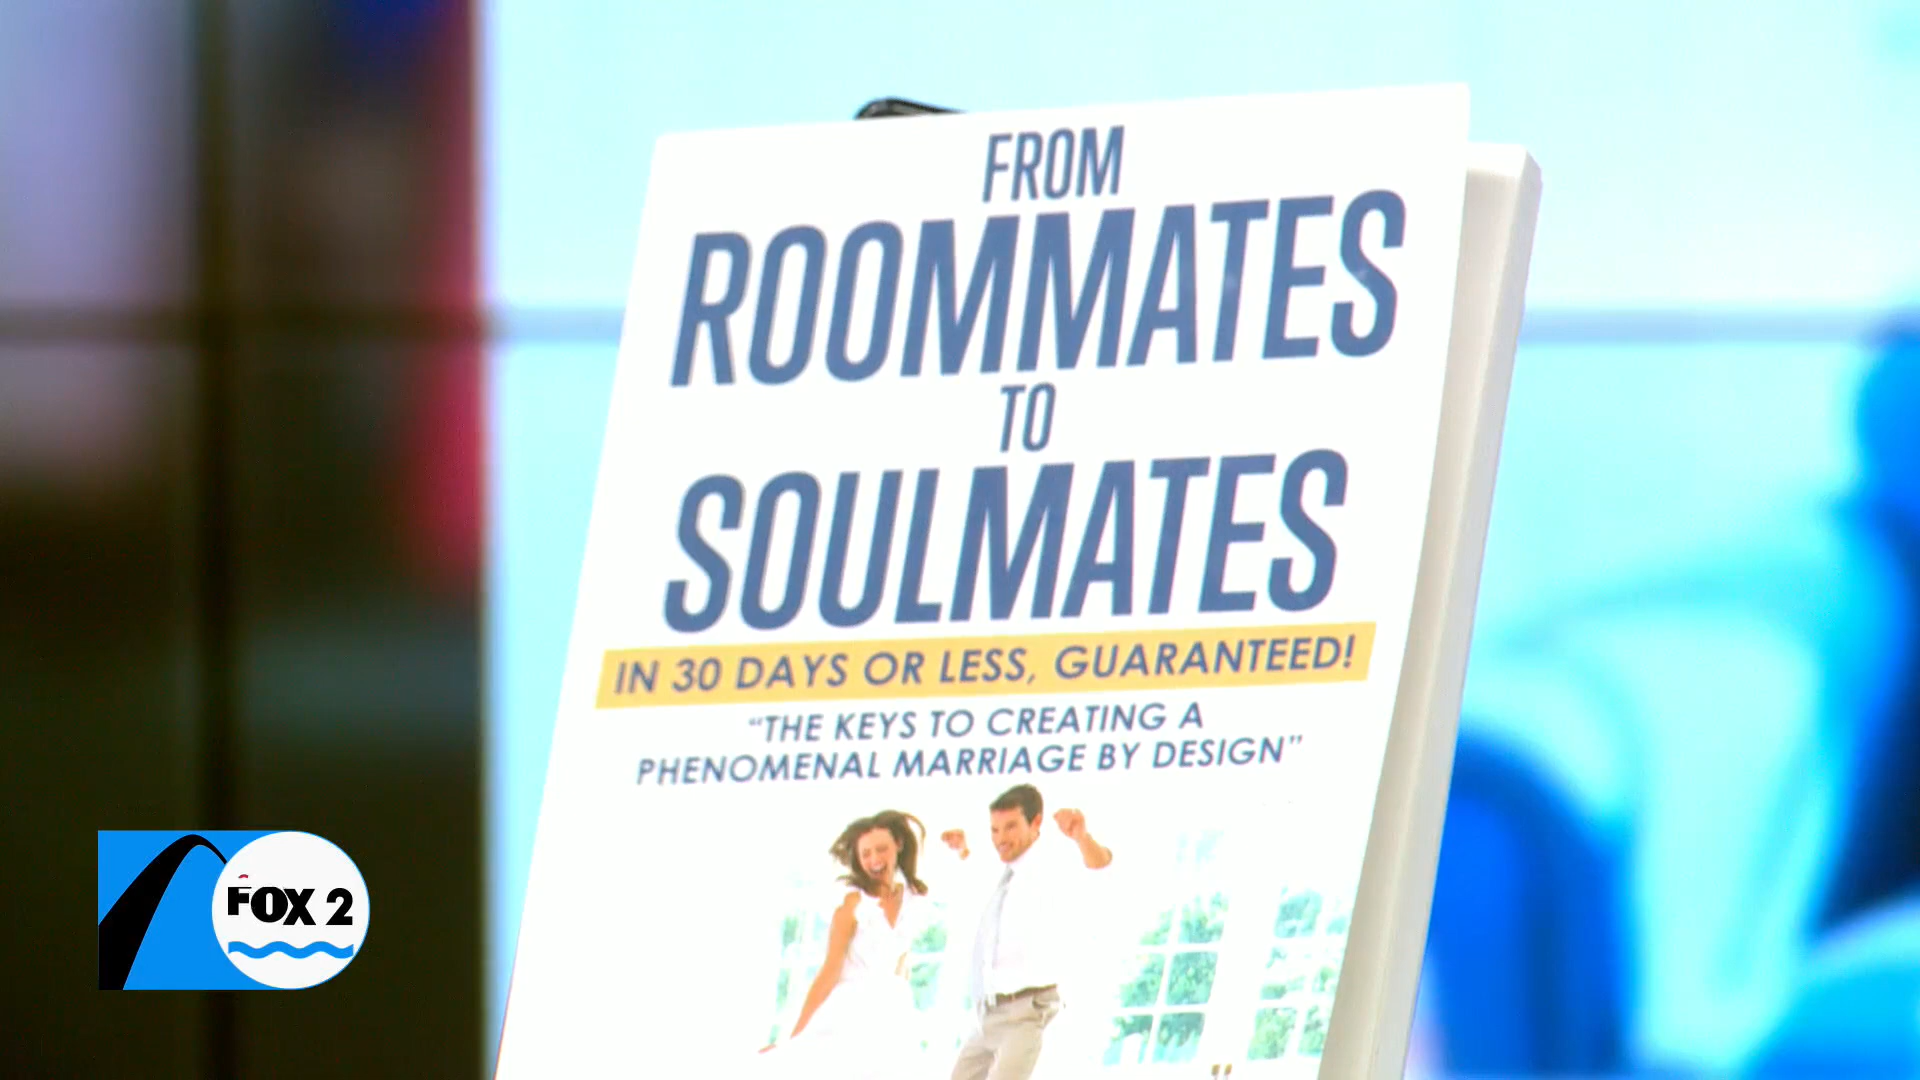 FROM
ROOMMATES
TO
SOULMATES
IN 30 DAYS OR LESS, GUARANTEED!
“THE KEYS TO CREATING A
PHENOMENAL MARRIAGE BY DESIGN”
FOX 2